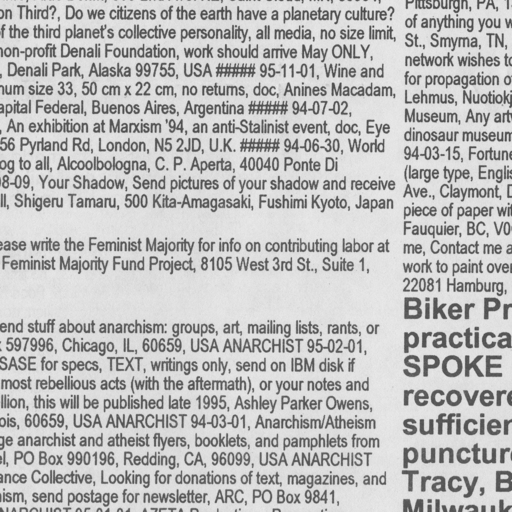 on Third?, Do we citizens of the earth have a planetary culture?
of the third planet's collective personality, all media, no size limit,
non-profit Denali Foundation, work should arrive May ONLY,
, Denali Park, Alaska 99755, USA ##### 95-11-01, Wine and
num size 33, 50 cm x 22 cm, no returns, doc, Anines Macadam,
apital Federal, Buenos Aires, Argentina ##### 94-07-02,
, An exhibition at Marxism '94, an anti-Stalinist event, doc, Eye
56 Pyrland Rd, London, N5 2JD, U.K. ##### 94-06-30, World
og to all, Alcoolbologna, C. P. Aperta, 40040 Ponte Di
08-09, Your Shadow, Send pictures of your shadow and receive
ll, Shigeru Tamaru, 500 Kita-Amagasaki, Fushimi Kyoto, Japan
ease write the Feminist Majority for info on contributing labor at
Feminist Majority Fund Project, 8105 West 3rd St., Suite 1,
end stuff about anarchism: groups, art, mailing lists, rants, or
x 597996, Chicago, IL, 60659, USA ANARCHIST 95-02-01,
SASE for specs, TEXT, writings only, send on IBM disk if
most rebellious acts (with the aftermath), or your notes and
llion, this will be published late 1995, Ashley Parker Owens,
ois, 60659, USA ANARCHIST 94-03-01, Anarchism/Atheism
ge anarchist and atheist flyers, booklets, and pamphlets from
el, PO Box 990196, Redding, CA, 96099, USA ANARCHIST
ance Collective, Looking for donations of text, magazines, and
nism, send postage for newsletter, ARC, PO Box 9841,
Pittsburgh, PA, 1
of anything you w
St., Smyrna, TN,
network wishes to
for propagation of
Lehmus, Nuotiokj
Museum, Any artw
dinosaur museum
94-03-15, Fortune
(large type, Englis
Ave., Claymont, D
piece of paper wit
Fauquier, BC, V0
me, Contact me a
work to paint over
22081 Hamburg,
Biker Pr
practica
SPOKE
recovere
sufficien
puncture
Tracy, B
Milwauk